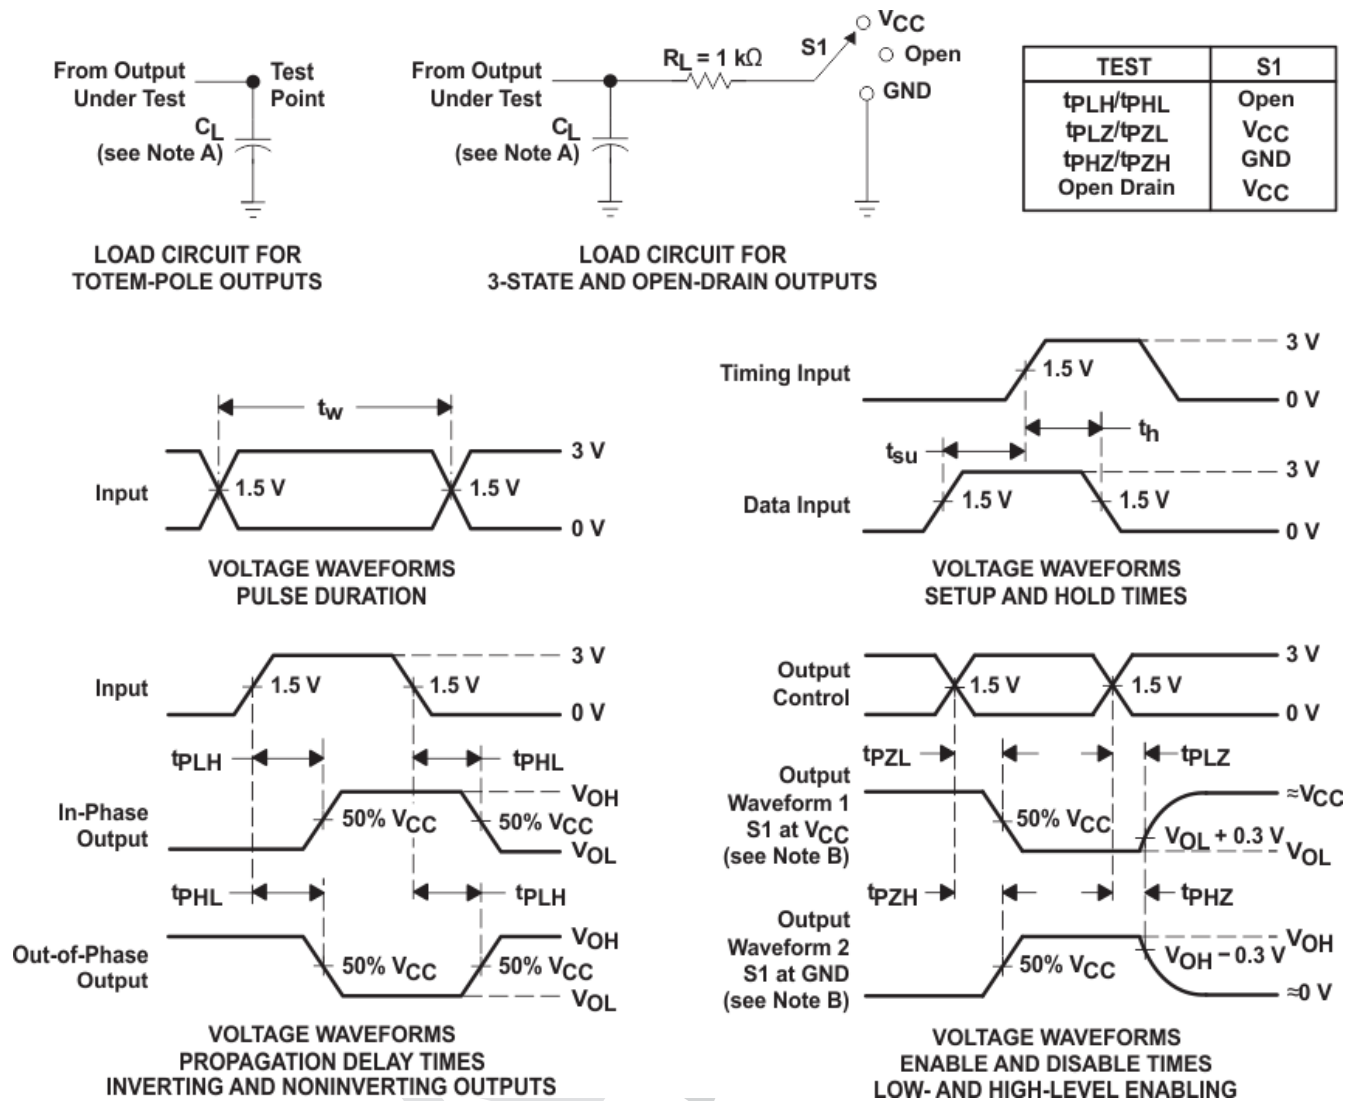 From Output
Under Test
Test
Point
CL
(see Note A)
LOAD CIRCUIT FOR
TOTEM-POLE OUTPUTS
From Output
Under Test
CL
(see Note A)
RL = 1 kΩ
S1
VCC
Open
GND
LOAD CIRCUIT FOR
3-STATE AND OPEN-DRAIN OUTPUTS
TEST S1
tPLH/tPHL Open
tPLZ/tPZL VCC
tPHZ/tPZH GND
Open Drain VCC
tw
Input
1.5 V
1.5 V
3 V
0 V
VOLTAGE WAVEFORMS
PULSE DURATION
Timing Input
1.5 V
3 V
0 V
th
tsu
Data Input
1.5 V
1.5 V
3 V
0 V
VOLTAGE WAVEFORMS
SETUP AND HOLD TIMES
Input
1.5 V
1.5 V
3 V
0 V
tPLH
tPHL
In-Phase
Output
50% VCC
50% VCC
VOH
VOL
tPHL
tPLH
Out-of-Phase
Output
50% VCC
50% VCC
VOH
VOL
VOLTAGE WAVEFORMS
PROPAGATION DELAY TIMES
INVERTING AND NONINVERTING OUTPUTS
Output
Control
1.5 V
1.5 V
3 V
0 V
tPZL
tPLZ
Output
Waveform 1
S1 at VCC
(see Note B)
50% VCC
VOL + 0.3 V
≈VCC
VOL
tPZH
tPHZ
Output
Waveform 2
S1 at GND
(see Note B)
50% VCC
VOH − 0.3 V
VOH
≈0 V
VOLTAGE WAVEFORMS
ENABLE AND DISABLE TIMES
LOW- AND HIGH-LEVEL ENABLING